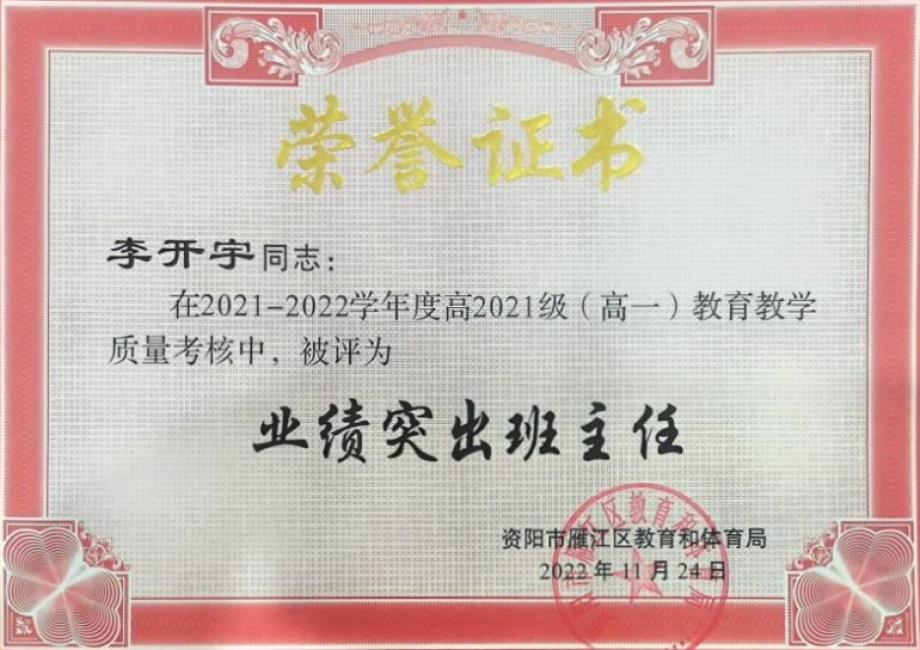 荣誉证书
李开宇同志：
在2021-2022学年度高2021级（高一）教育教学
质量考核中，被评为
业绩突出班主任
资阳市雁江区教育和体育局
2022年11月24日